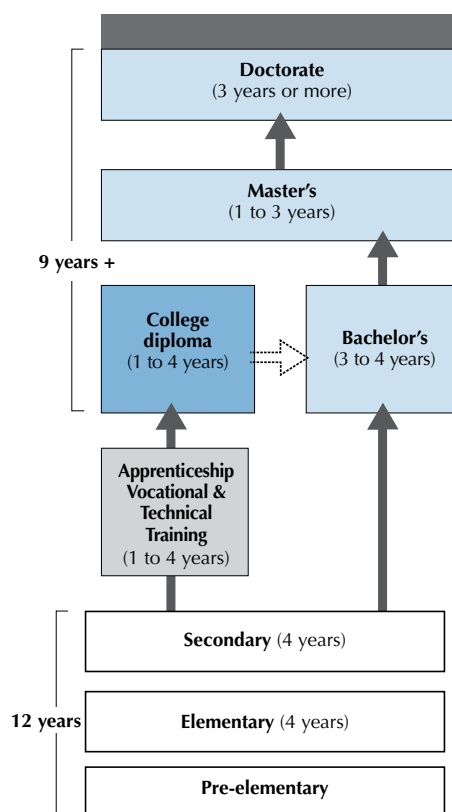 Doctorate
(3 years or more)
Master's
(1 to 3 years)
9 years +
College
diploma
(1 to 4 years)
Bachelor's
(3 to 4 years)
Apprenticeship
Vocational &
Technical
Training
(1 to 4 years)
Secondary (4 years)
12 years
Elementary (4 years)
Pre-elementary